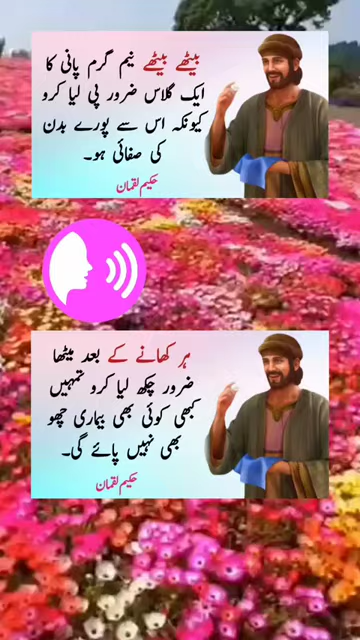 بیٹھے بیٹھے نیم گرم پانی کا
ایک گلاس ضرور پی لیا کرو
کیونکہ اس سے پورے بدن
کی صفائی ہو۔
حکیم لقمان
ہر کھانے کے بعد میٹھا
ضرور چکھ لیا کرو تمہیں
کبھی کوئی بھی بیماری چھو
بھی نہیں پائے گی۔
حکیم لقمان